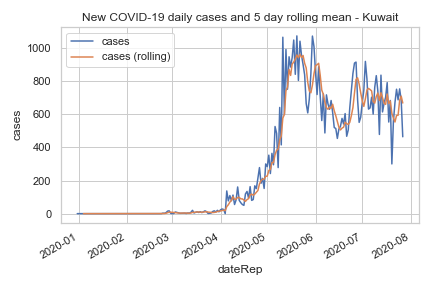 New COVID-19 daily cases and 5 day rolling mean - Kuwait
cases
cases (rolling)
1000
800
600
400
200
0
cases
2020-01
2020-02
2020-03
2020-04
2020-05
2020-06
2020-07
2020-08
dateRep